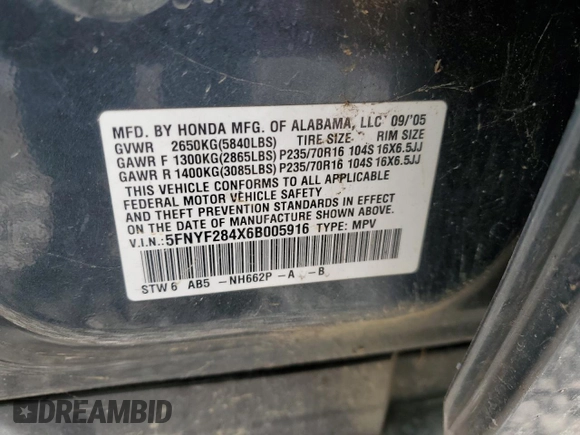 MFD. BY HONDA MFG. OF ALABAMA, LLC 09/'05
GVWR 2650KG(5840LBS) TIRE SIZE RIM SIZE
GAWR F 1300KG(2865LBS) P235/70R16 104S 16X6.5JJ
GAWR R 1400KG(3085LBS) P235/70R16 104S 16X6.5JJ
THIS VEHICLE CONFORMS TO ALL APPLICABLE
FEDERAL MOTOR VEHICLE SAFETY
AND THEFT PREVENTION STANDARDS IN EFFECT
ON THE DATE OF MANUFACTURE SHOWN ABOVE.
V.I.N.: 5FNYF284X6B005916 TYPE: MPV
STW 6 AB5 -NH662P -A -B
DREAMBID